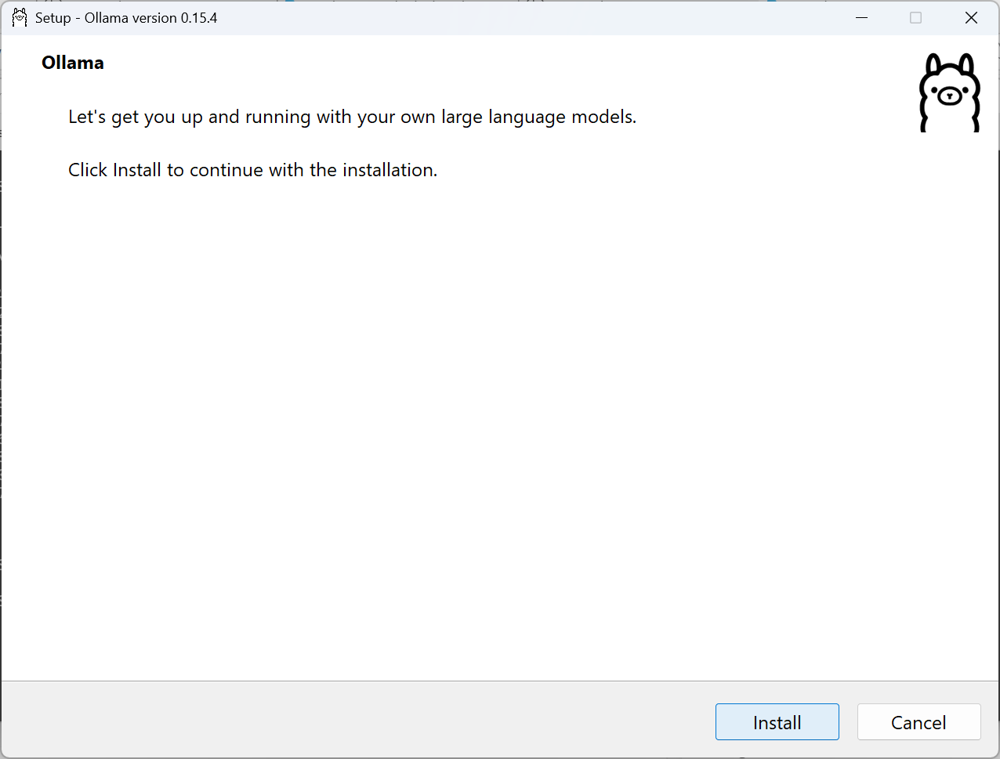 Setup - Ollama version 0.15.4
Ollama
Let's get you up and running with your own large language models.
Click Install to continue with the installation.
Install
Cancel